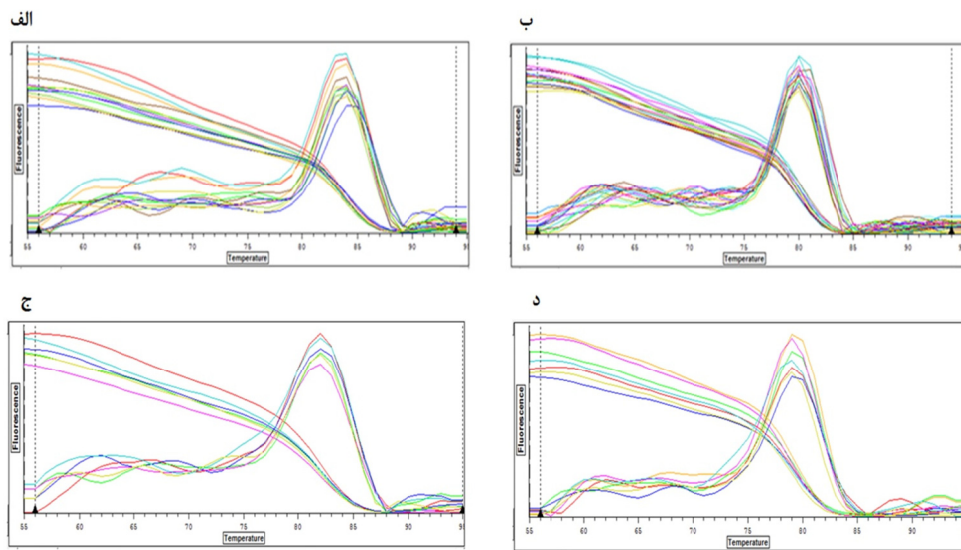 الف
ب
Fluorescence
55 60 65 70 75 80 85 90 95
Temperature
Fluorescence
55 60 65 70 75 80 85 90
Temperature
ج
د
Fluorescence
55 60 65 70 75 80 85 90 95
Temperature
Fluorescence
55 60 65 70 75 80 85 90
Temperature